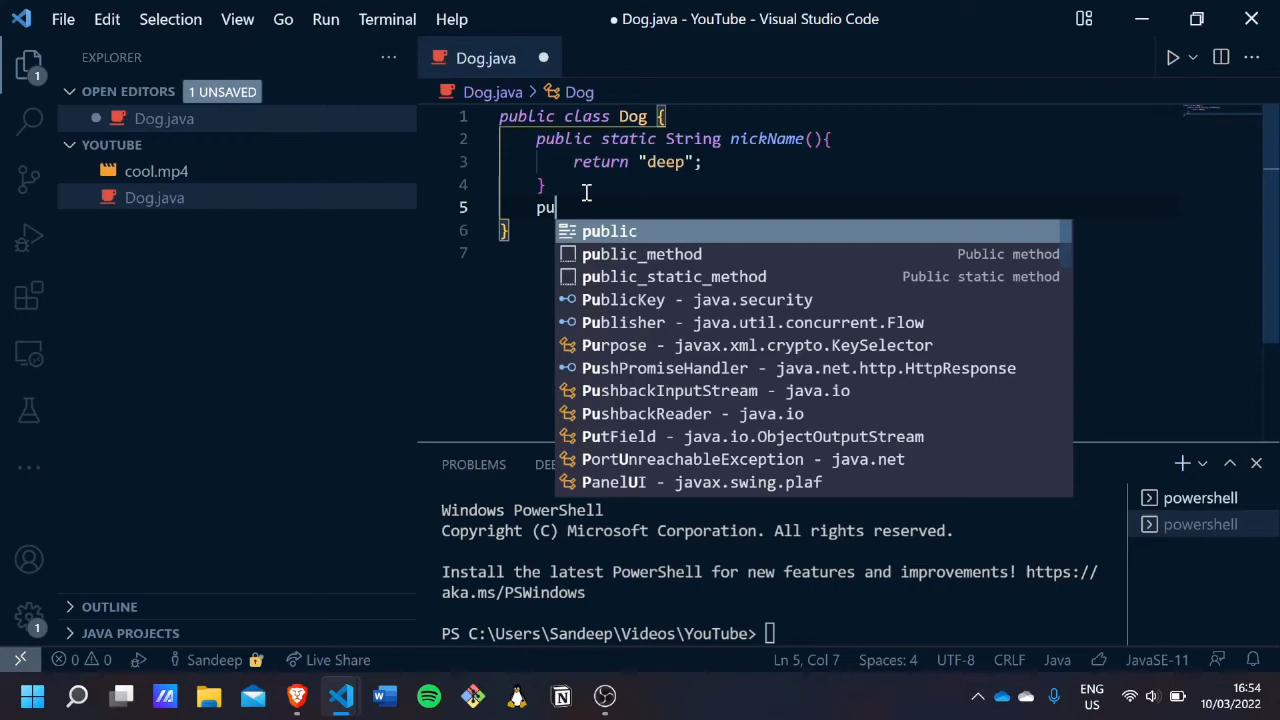 File Edit Selection View Go Run Terminal Help ● Dog.java - YouTube - Visual Studio Code
EXPLORER
Dog.java
OPEN EDITORS 1 UNSAVED
Dog.java > Dog
Dog.java
YOUTUBE
cool.mp4
Dog.java
1 public class Dog {
2 public static String nickName(){
3 return "deep";
4 }
5 pu
6 }
7
public
public_method Public method
public_static_method Public static method
PublicKey - java.security
Publisher - java.util.concurrent.Flow
Purpose - javax.xml.crypto.KeySelector
PushPromiseHandler - java.net.http.HttpResponse
PushbackInputStream - java.io
PushbackReader - java.io
PutField - java.io.ObjectOutputStream
PortUnreachableException - java.net
PanelUI - javax.swing.plaf
PROBLEMS DE
powershell
powershell
Windows PowerShell
Copyright (C) Microsoft Corporation. All rights reserved.
Install the latest PowerShell for new features and improvements! https://
aka.ms/PSWindows
PS C:\Users\Sandeep\Videos\YouTube>
OUTLINE
JAVA PROJECTS
1
1
0 0 Sandeep Live Share Ln 5, Col 7 Spaces: 4 UTF-8 CRLF Java JavaSE-11
ENG
US
16:54
10/03/2022